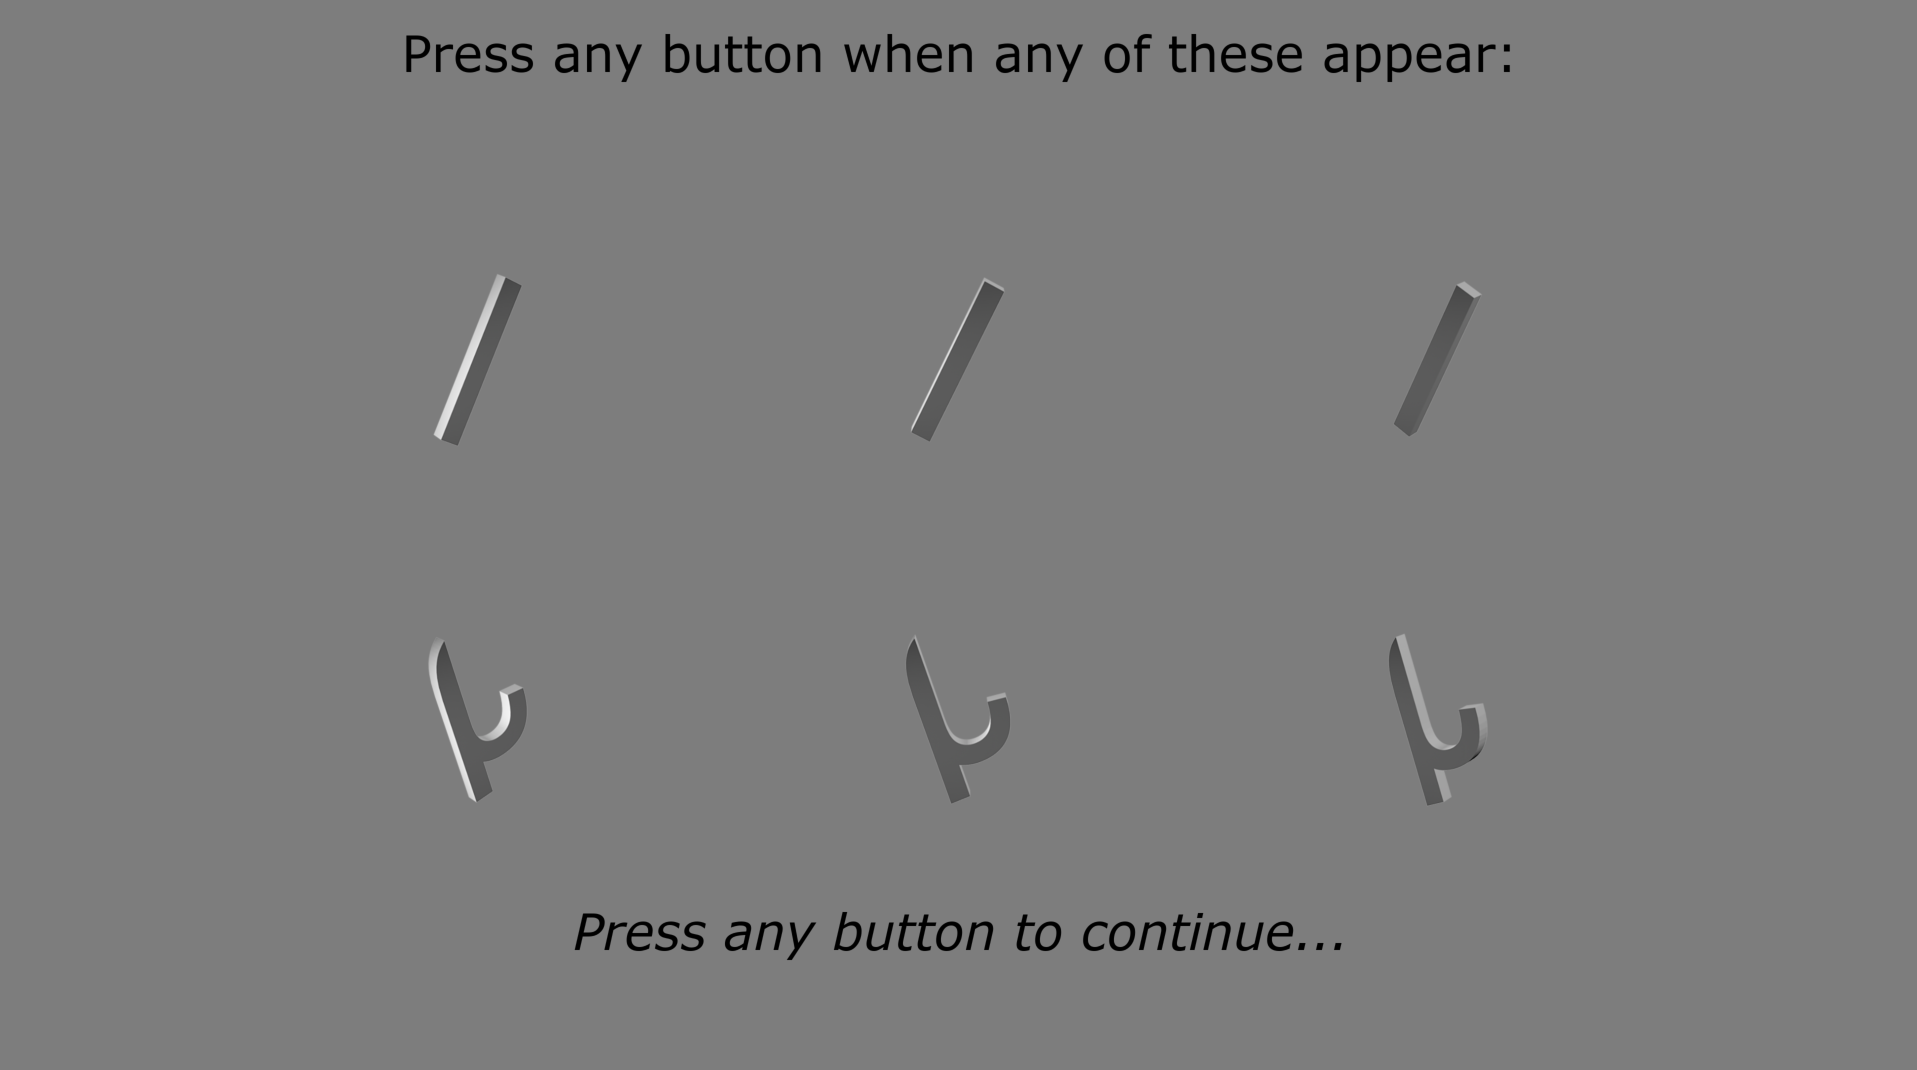 Press any button when any of these appear:
Press any button to continue...